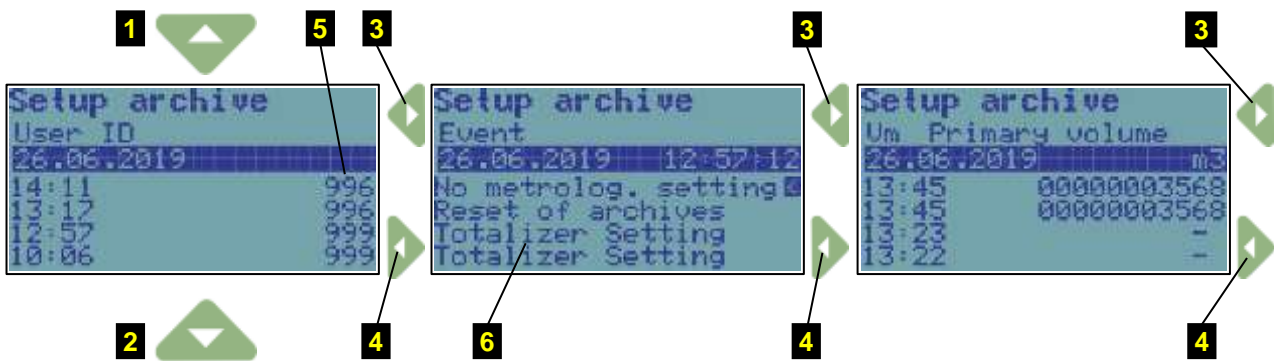 1
5
3
3
3
Setup archive
User ID
26.06.2019
14:11 996
13:17 996
12:57 999
10:06 999
Setup archive
Event
26.06.2019 12:57:12
No metrolog. setting
Reset of archives
Totalizer Setting
Totalizer Setting
Setup archive
Vm Primary volume
26.06.2019 m3
13:45 00000003568
13:45 00000003568
13:23 -
13:22 -
2
4
6
4
4